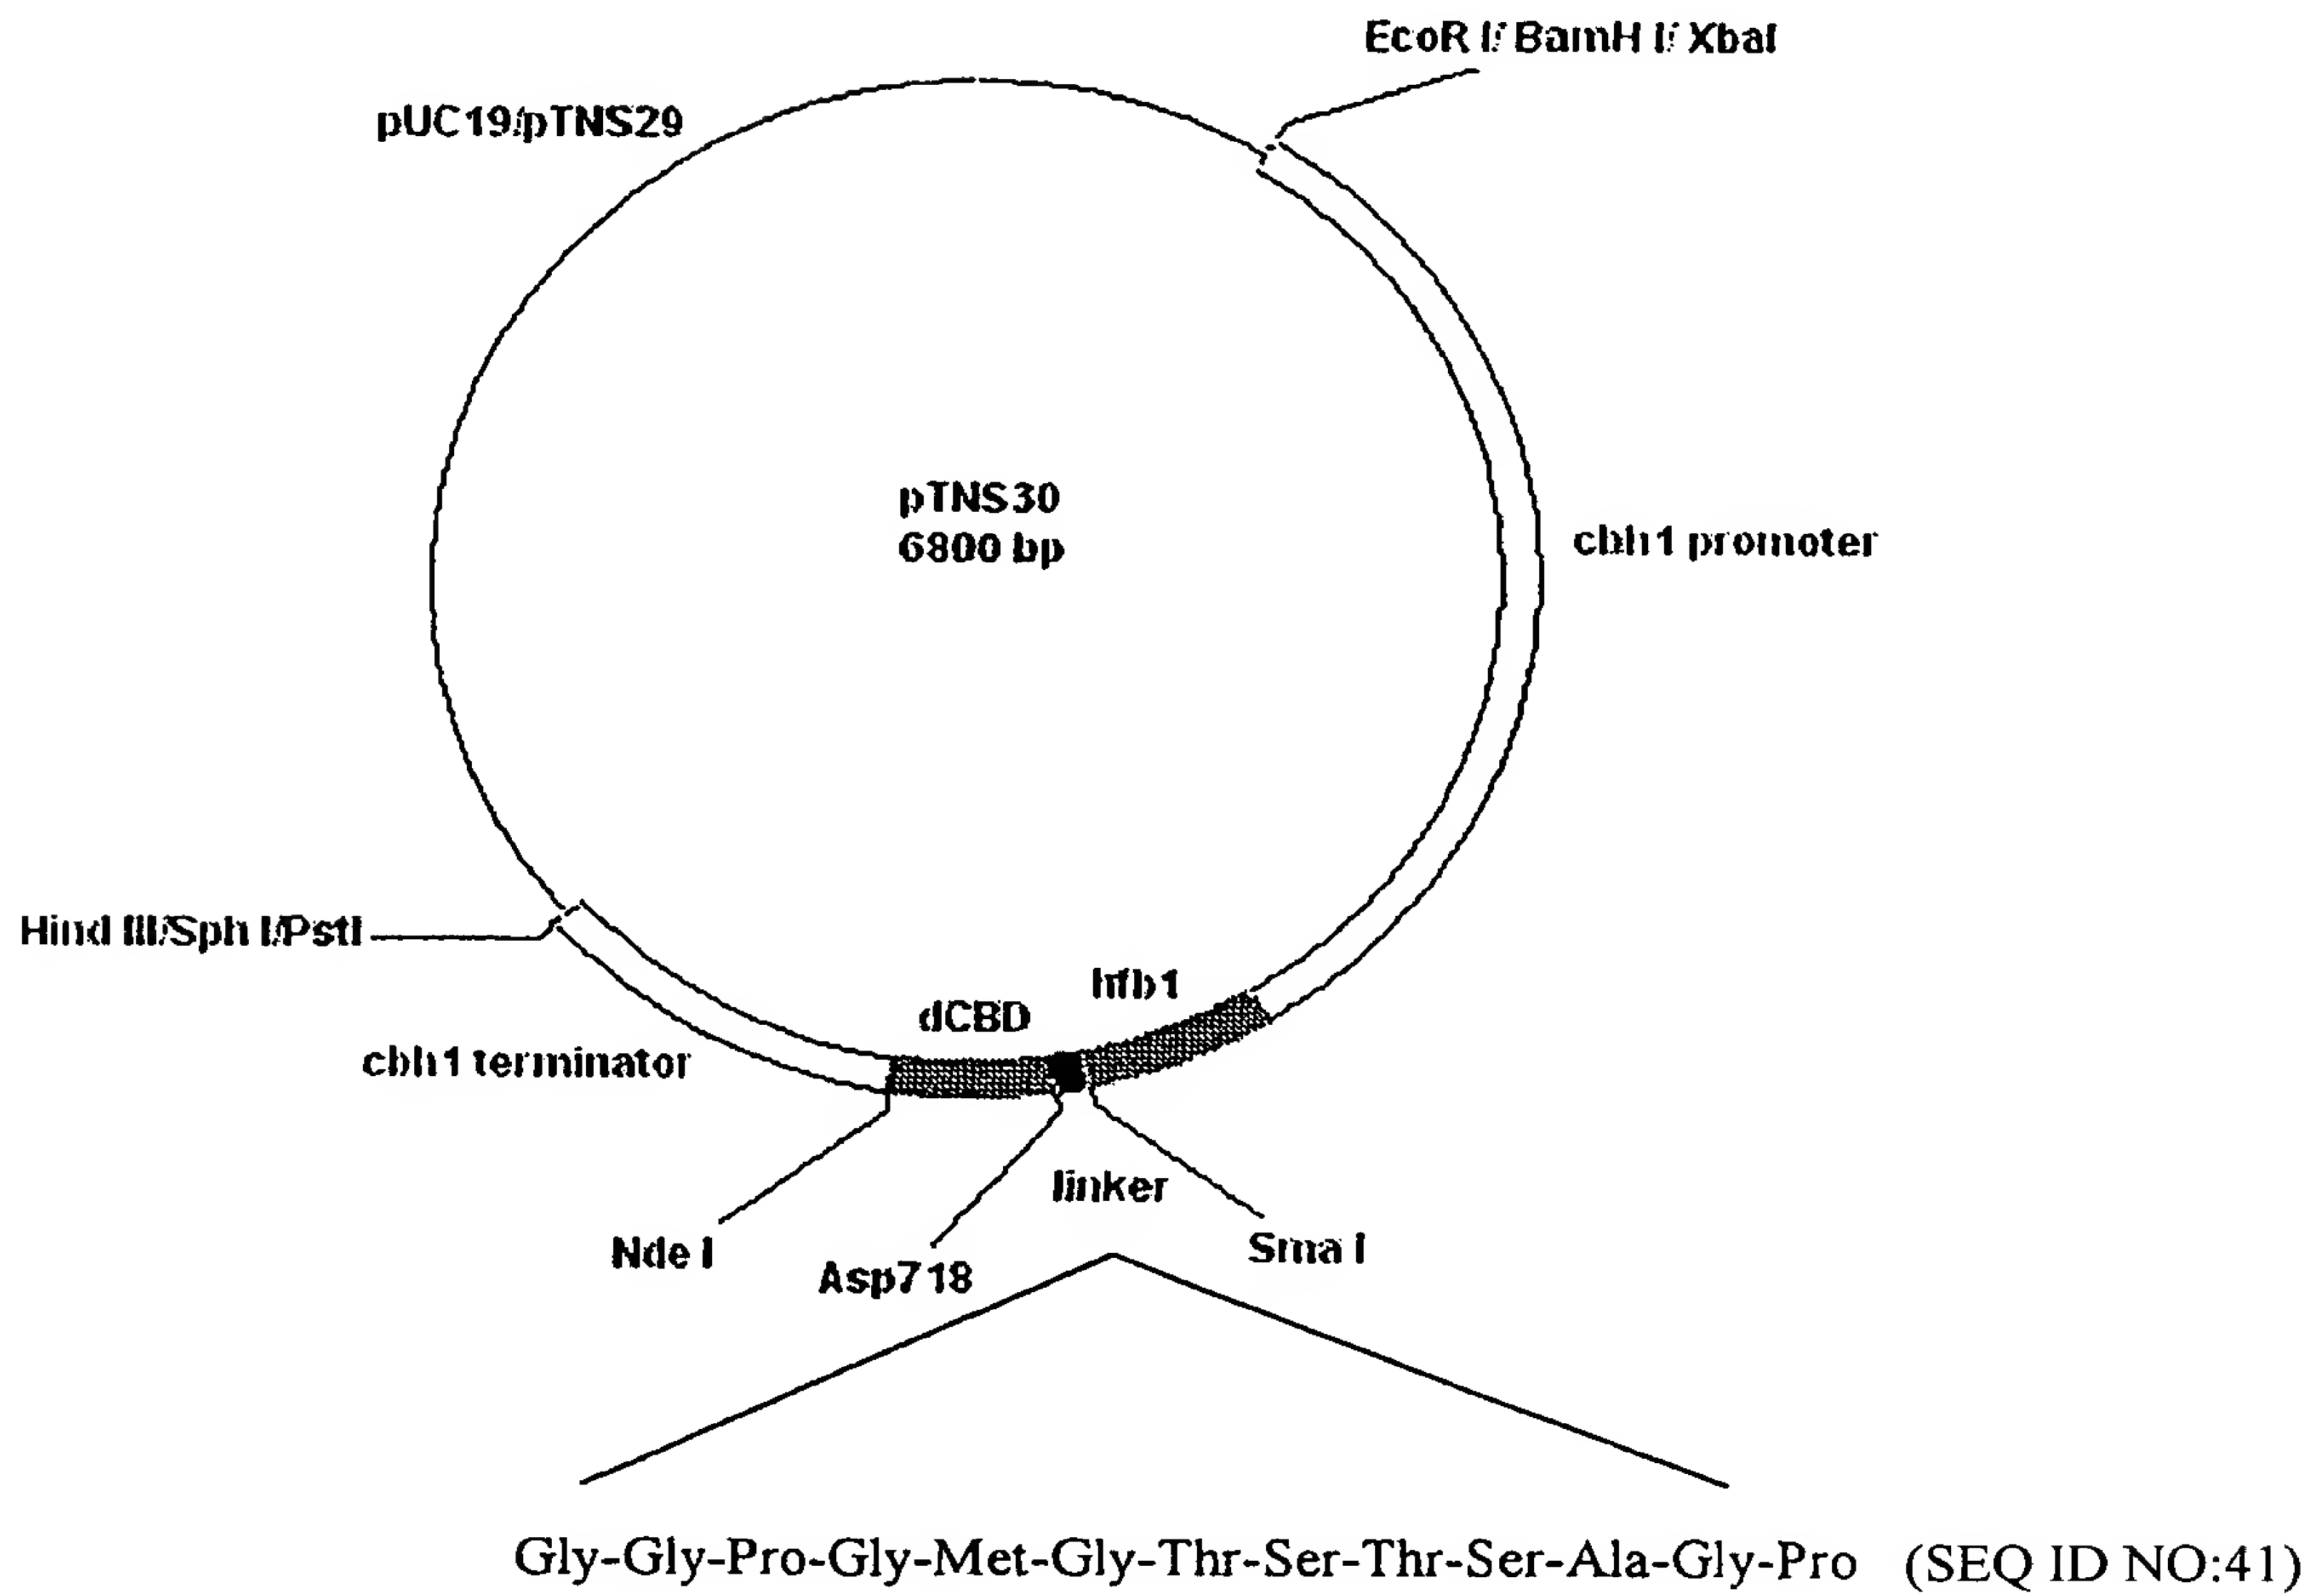 EcoR I/ BamH I/ XbaI
pUC19/pTNS29
pTNS30
6800 bp
cbh1 promoter
Hind III/Sph I/PstI
hfb1
dCBD
cbh1 terminator
linker
Nde I
Sma I
Asp718
Gly-Gly-Pro-Gly-Met-Gly-Thr-Ser-Thr-Ser-Ala-Gly-Pro (SEQ ID NO:41)